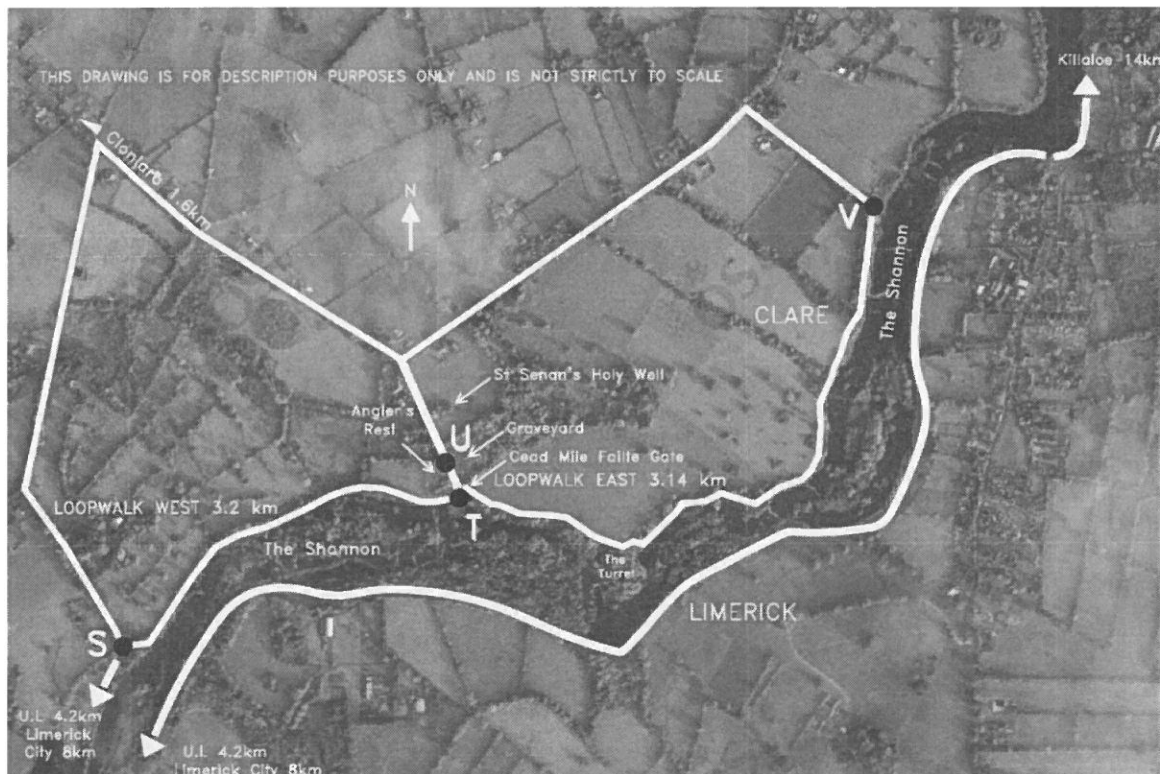 THIS DRAWING IS FOR DESCRIPTION PURPOSES ONLY AND IS NOT STRICTLY TO SCALE
Killaloe 14km
Clonlara 1.6km
N
V
The Shannon
CLARE
St Senan's Holy Well
Angler's
Rest
U
Graveyard
Cead Mile Failte Gate
LOOPWALK EAST 3.14 km
LOOPWALK WEST 3.2 km
T
The Shannon
The
Turret
LIMERICK
S
U.L 4.2km
Limerick
City 8km
U.L 4.2km
Limerick City 8km